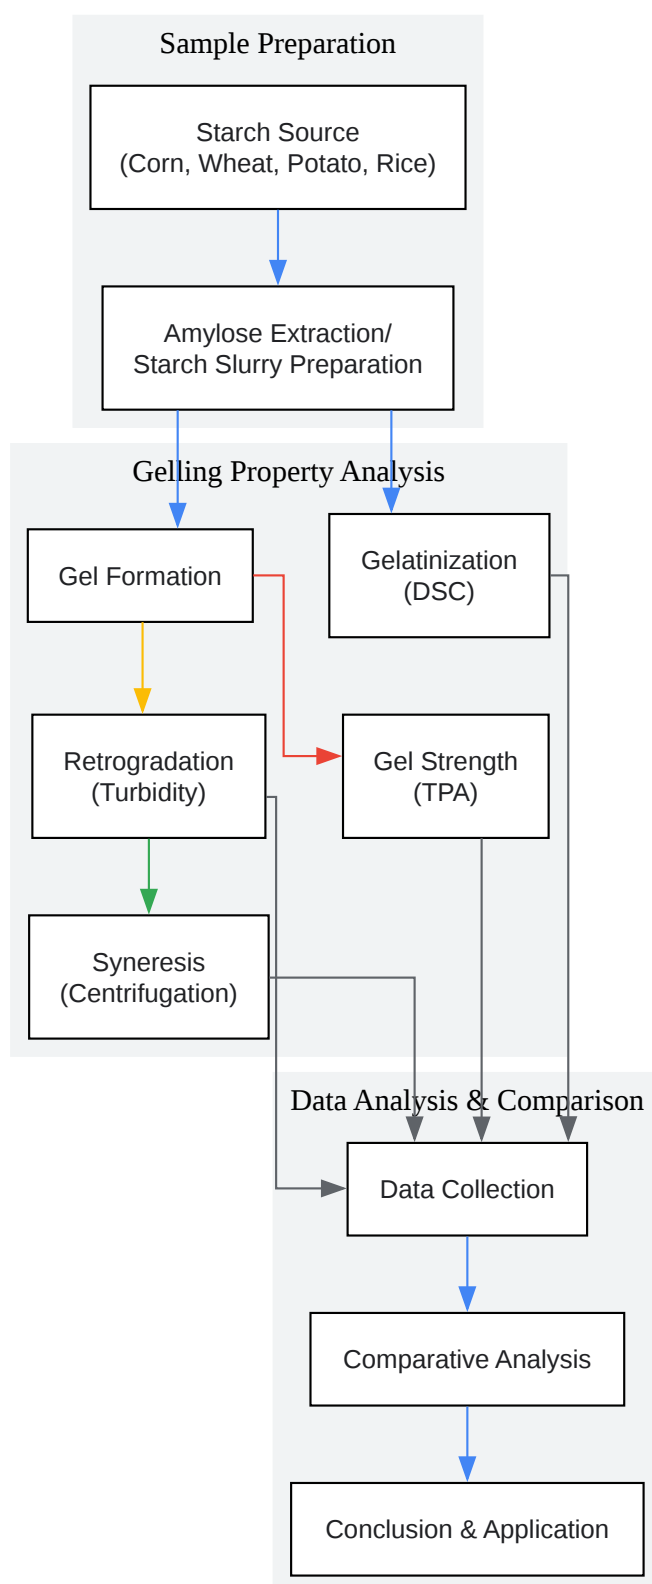 Sample Preparation
Starch Source
(Corn, Wheat, Potato, Rice)
Amylose Extraction/
Starch Slurry Preparation
Gelling Property Analysis
Gel Formation
Gelatinization
(DSC)
Retrogradation
(Turbidity)
Gel Strength
(TPA)
Syneresis
(Centrifugation)
Data Analysis & Comparison
Data Collection
Comparative Analysis
Conclusion & Application